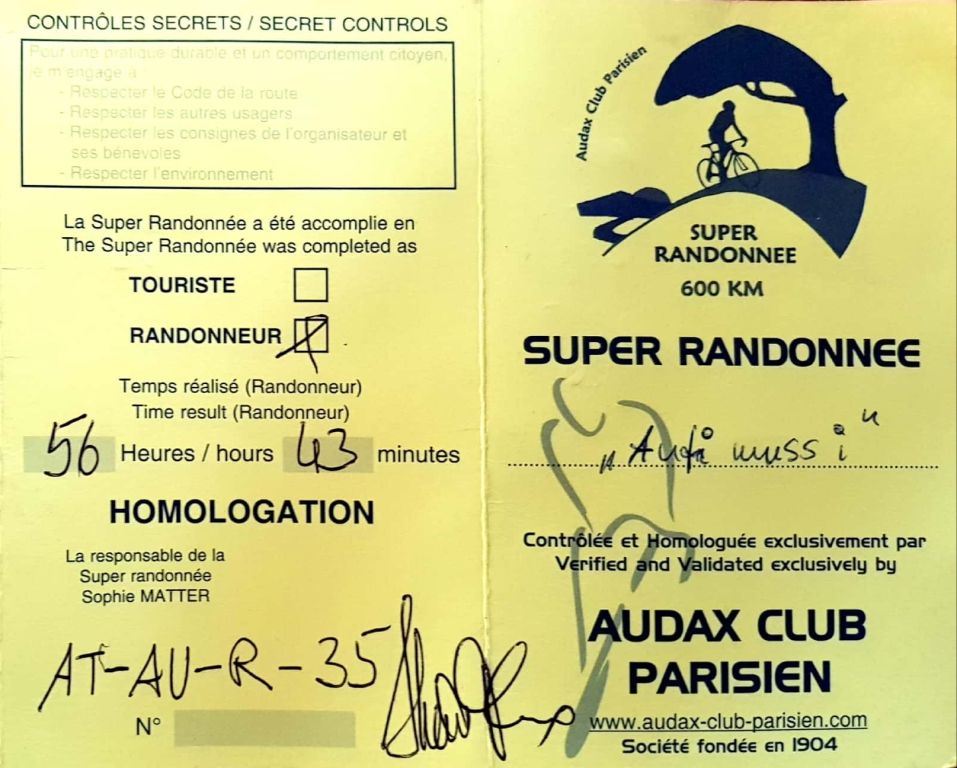 CONTRÔLES SECRETS / SECRET CONTROLS
Pour une pratique durable et un comportement citoyen,
je m'engage à :
- Respecter le Code de la route
- Respecter les autres usagers
- Respecter les consignes de l'organisateur et
ses bénévoles
- Respecter l'environnement
La Super Randonnée a été accomplie en
The Super Randonnée was completed as
TOURISTE
RANDONNEUR
Temps réalisé (Randonneur)
Time result (Randonneur)
56 Heures / hours 43 minutes
HOMOLOGATION
La responsable de la
Super randonnée
Sophie MATTER
AT-AU-R-35
N°
Audax Club Parisien
SUPER
RANDONNEE
600 KM
SUPER RANDONNEE
"Aufi muss i"
Contrôlée et Homologuée exclusivement par
Verified and Validated exclusively by
AUDAX CLUB
PARISIEN
www.audax-club-parisien.com
Société fondée en 1904